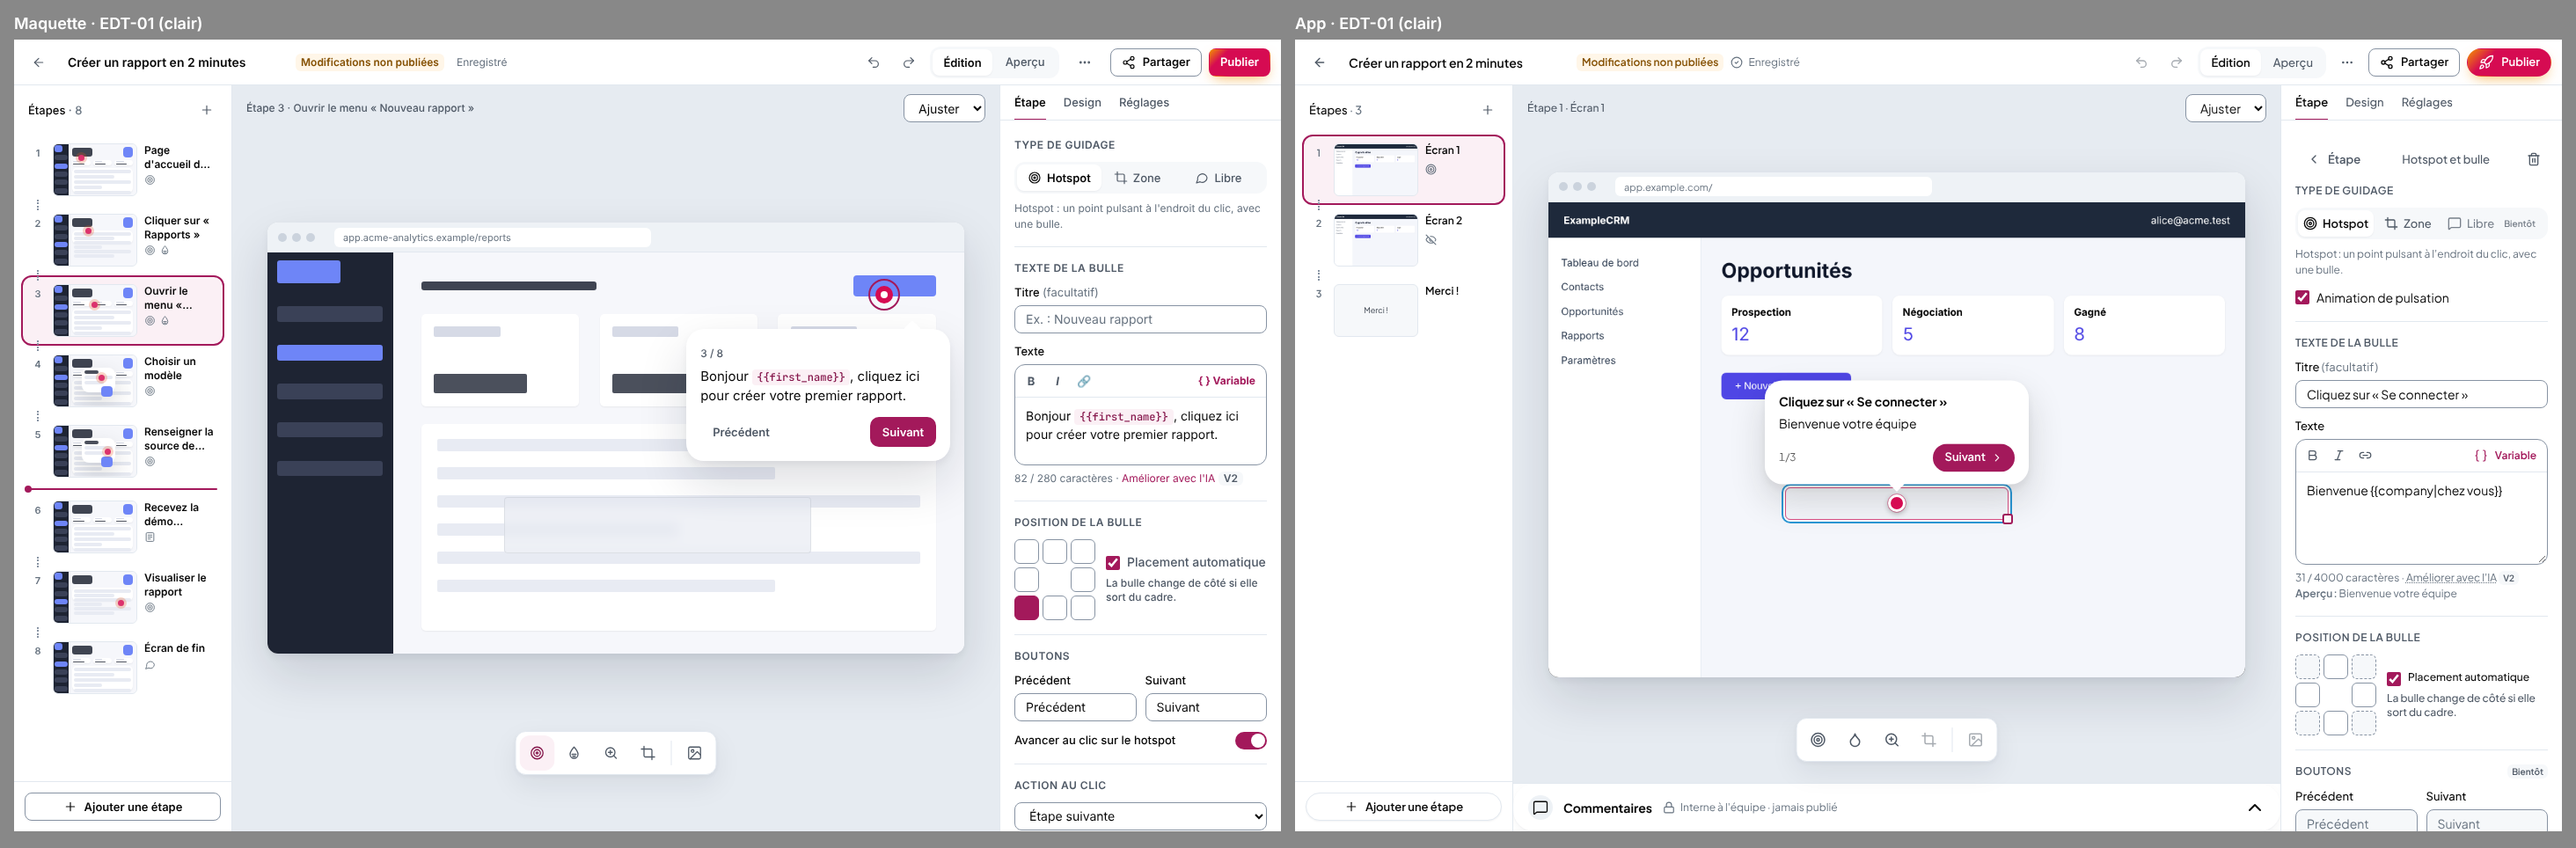 Maquette · EDT-01 (clair)
Créer un rapport en 2 minutes
Modifications non publiées
Enregistré
Édition
Aperçu
Partager
Publier
Étapes · 8
1
Page
d'accueil d...
2
Cliquer sur «
Rapports »
3
Ouvrir le
menu «...
4
Choisir un
modèle
5
Renseigner la
source de...
6
Recevez la
démo...
7
Visualiser le
rapport
8
Écran de fin
Ajouter une étape
Étape 3 · Ouvrir le menu « Nouveau rapport »
Ajuster
app.acme-analytics.example/reports
3 / 8
Bonjour {{first_name}}, cliquez ici
pour créer votre premier rapport.
Précédent
Suivant
Étape
Design
Réglages
TYPE DE GUIDAGE
Hotspot
Zone
Libre
Hotspot : un point pulsant à l'endroit du clic, avec
une bulle.
TEXTE DE LA BULLE
Titre (facultatif)
Ex. : Nouveau rapport
Texte
B
I
{ } Variable
Bonjour {{first_name}}, cliquez ici
pour créer votre premier rapport.
82 / 280 caractères · Améliorer avec l'IA V2
POSITION DE LA BULLE
Placement automatique
La bulle change de côté si elle
sort du cadre.
BOUTONS
Précédent
Suivant
Précédent
Suivant
Avancer au clic sur le hotspot
ACTION AU CLIC
Étape suivante
App · EDT-01 (clair)
Créer un rapport en 2 minutes
Modifications non publiées
Enregistré
Édition
Aperçu
Partager
Publier
Étapes · 3
1
Écran 1
2
Écran 2
3
Merci !
Merci !
Ajouter une étape
Étape 1 · Écran 1
Ajuster
app.example.com/
ExampleCRM
alice@acme.test
Tableau de bord
Contacts
Opportunités
Rapports
Paramètres
Opportunités
Prospection
12
Négociation
5
Gagné
8
+ Nouv
Cliquez sur « Se connecter »
Bienvenue votre équipe
1/3
Suivant
Commentaires
Interne à l'équipe · jamais publié
Étape
Design
Réglages
Étape
Hotspot et bulle
TYPE DE GUIDAGE
Hotspot
Zone
Libre
Bientôt
Hotspot : un point pulsant à l'endroit du clic, avec
une bulle.
Animation de pulsation
TEXTE DE LA BULLE
Titre (facultatif)
Cliquez sur « Se connecter »
Texte
B
I
{ } Variable
Bienvenue {{company|chez vous}}
31 / 4000 caractères · Améliorer avec l'IA V2
Aperçu : Bienvenue votre équipe
POSITION DE LA BULLE
Placement automatique
La bulle change de côté si elle
sort du cadre.
BOUTONS
Bientôt
Précédent
Suivant
Précédent
Suivant